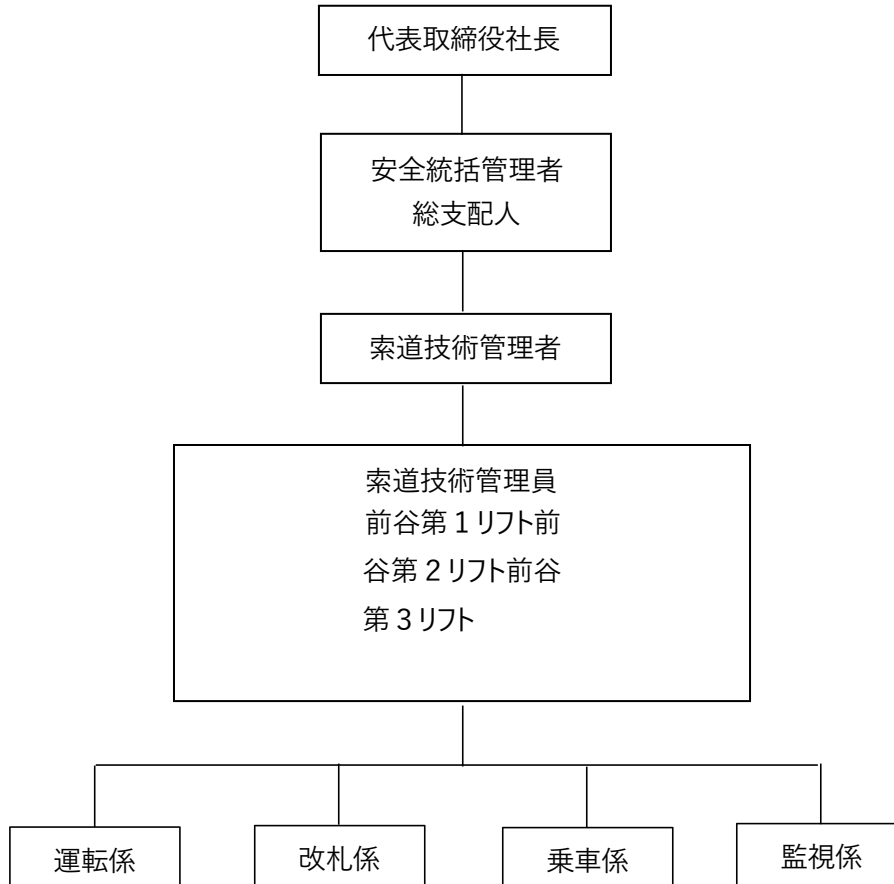 代表取締役社長
安全統括管理者
総支配人
索道技術管理者
索道技術管理員
前谷第1リフト前
谷第2リフト前谷
第3リフト
運転係
改札係
乗車係
監視係